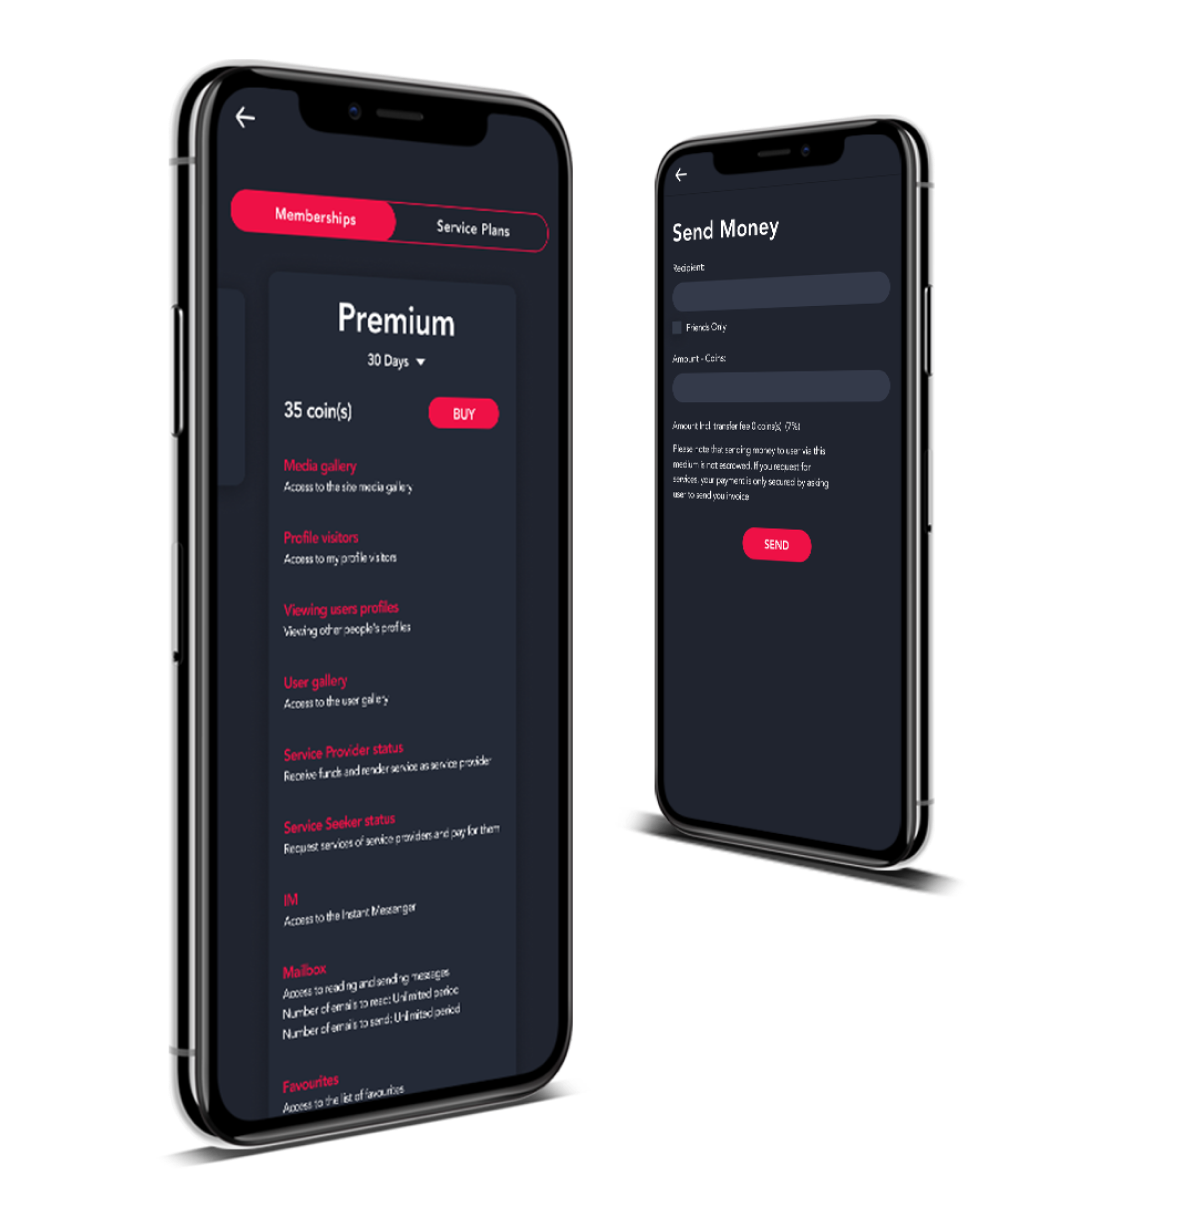 Memberships
Service Plans
Premium
30 Days
35 coin(s)
BUY
Media gallery
Access to the site media gallery
Profile visitors
Access to my profile visitors
Viewing users profiles
Viewing other people's profiles
User gallery
Access to the user gallery
Service Provider status
Receive funds and render service as service provider
Service Seeker status
Request services of service providers and pay for them
IM
Access to the Instant Messenger
Mailbox
Access to reading and sending messages
Number of emails to read: Unlimited period
Number of emails to send: Unlimited period
Favourites
Access to the list of favourites
Send Money
Recipient:
Friends Only
Amount - Coins:
Amount Incl. transfer fee 0 coins(s) (7%)
Please note that sending money to user via this
medium is not escrowed. If you request for
services, your payment is only secured by asking
user to send you invoice
SEND